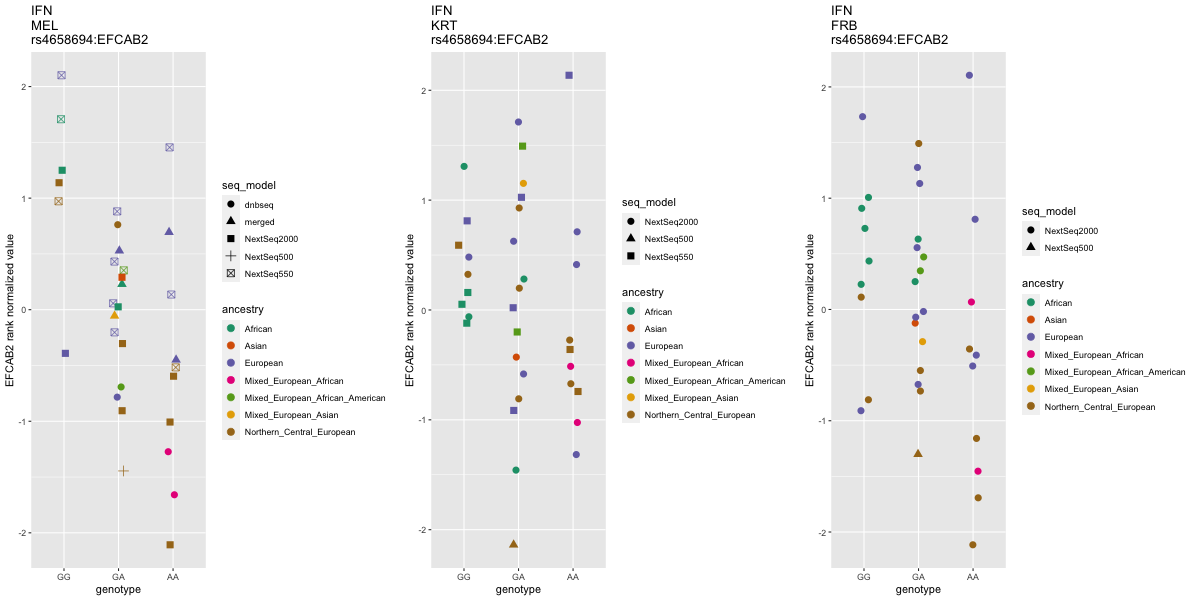 IFN
MEL
rs4658694:EFCAB2
EFCAB2 rank normalized value
2
1
0
-1
-2
GG
GA
AA
genotype
seq_model
dnbseq
merged
NextSeq2000
NextSeq500
NextSeq550
ancestry
African
Asian
European
Mixed_European_African
Mixed_European_African_American
Mixed_European_Asian
Northern_Central_European
IFN
KRT
rs4658694:EFCAB2
EFCAB2 rank normalized value
2
1
0
-1
-2
GG
GA
AA
genotype
seq_model
NextSeq2000
NextSeq500
NextSeq550
ancestry
African
Asian
European
Mixed_European_African
Mixed_European_African_American
Mixed_European_Asian
Northern_Central_European
IFN
FRB
rs4658694:EFCAB2
EFCAB2 rank normalized value
2
1
0
-1
-2
GG
GA
AA
genotype
seq_model
NextSeq2000
NextSeq500
ancestry
African
Asian
European
Mixed_European_African
Mixed_European_African_American
Mixed_European_Asian
Northern_Central_European